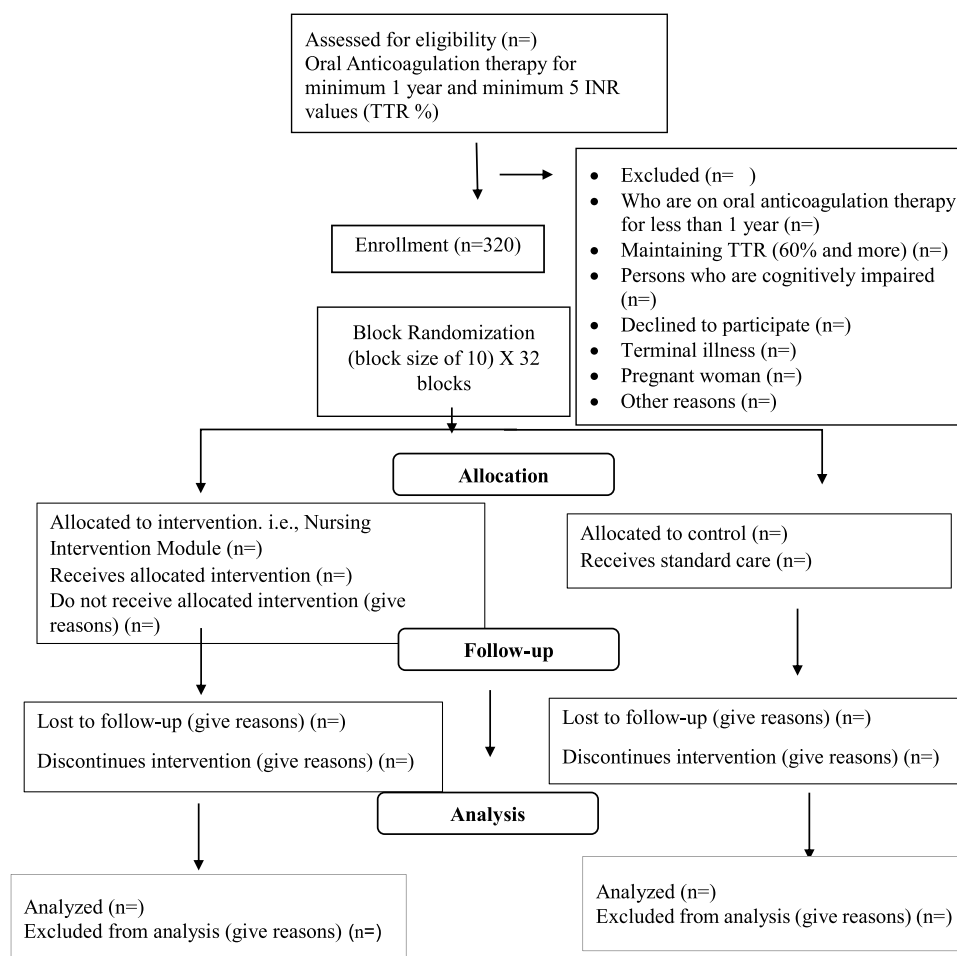 Assessed for eligibility (n=)
Oral Anticoagulation therapy for
minimum 1 year and minimum 5 INR
values (TTR %)
• Excluded (n= )
• Who are on oral anticoagulation therapy
for less than 1 year (n=)
• Maintaining TTR (60% and more) (n=)
• Persons who are cognitively impaired
(n=)
• Declined to participate (n=)
• Terminal illness (n=)
• Pregnant woman (n=)
• Other reasons (n=)
Enrollment (n=320)
Block Randomization
(block size of 10) X 32
blocks
Allocation
Allocated to intervention. i.e., Nursing
Intervention Module (n=)
Receives allocated intervention (n=)
Do not receive allocated intervention (give
reasons) (n=)
Allocated to control (n=)
Receives standard care (n=)
Follow-up
Lost to follow-up (give reasons) (n=)
Discontinues intervention (give reasons) (n=)
Lost to follow-up (give reasons) (n=)
Discontinues intervention (give reasons) (n=)
Analysis
Analyzed (n=)
Excluded from analysis (give reasons) (n=)
Analyzed (n=)
Excluded from analysis (give reasons) (n=)